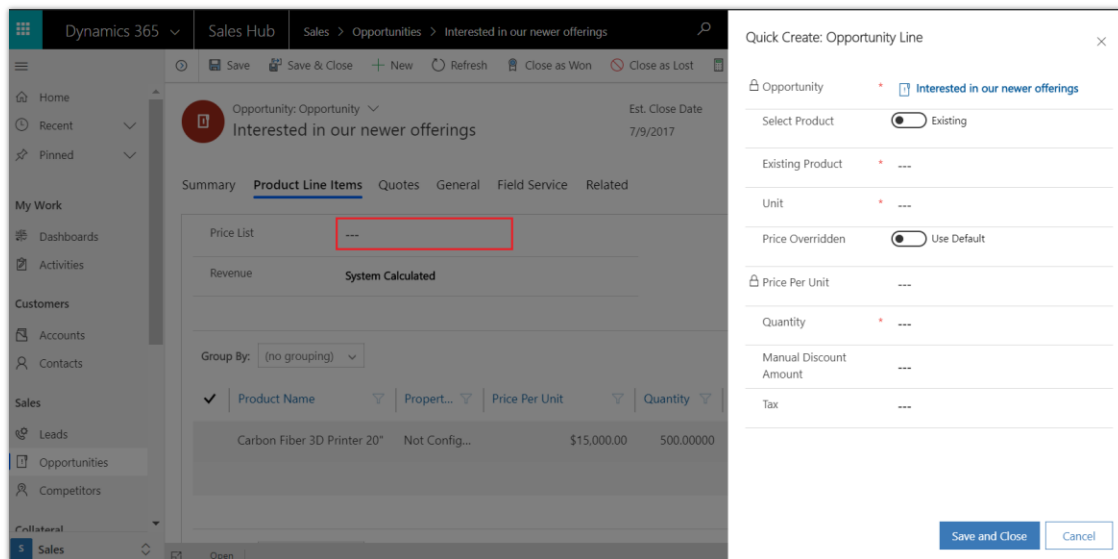 Dynamics 365
Sales Hub
Sales > Opportunities > Interested in our newer offerings
Save
Save & Close
New
Refresh
Close as Won
Close as Lost
Home
Recent
Pinned
My Work
Dashboards
Activities
Customers
Accounts
Contacts
Sales
Leads
Opportunities
Competitors
Collateral
S Sales
Opportunity: Opportunity
Interested in our newer offerings
Est. Close Date
7/9/2017
Summary Product Line Items Quotes General Field Service Related
Price List ---
Revenue System Calculated
Group By: (no grouping)
Product Name Propert... Price Per Unit Quantity
Carbon Fiber 3D Printer 20" Not Config... $15,000.00 500.00000
Open
Quick Create: Opportunity Line
Opportunity * Interested in our newer offerings
Select Product Existing
Existing Product * ---
Unit * ---
Price Overridden Use Default
Price Per Unit ---
Quantity * ---
Manual Discount
Amount ---
Tax ---
Save and Close Cancel